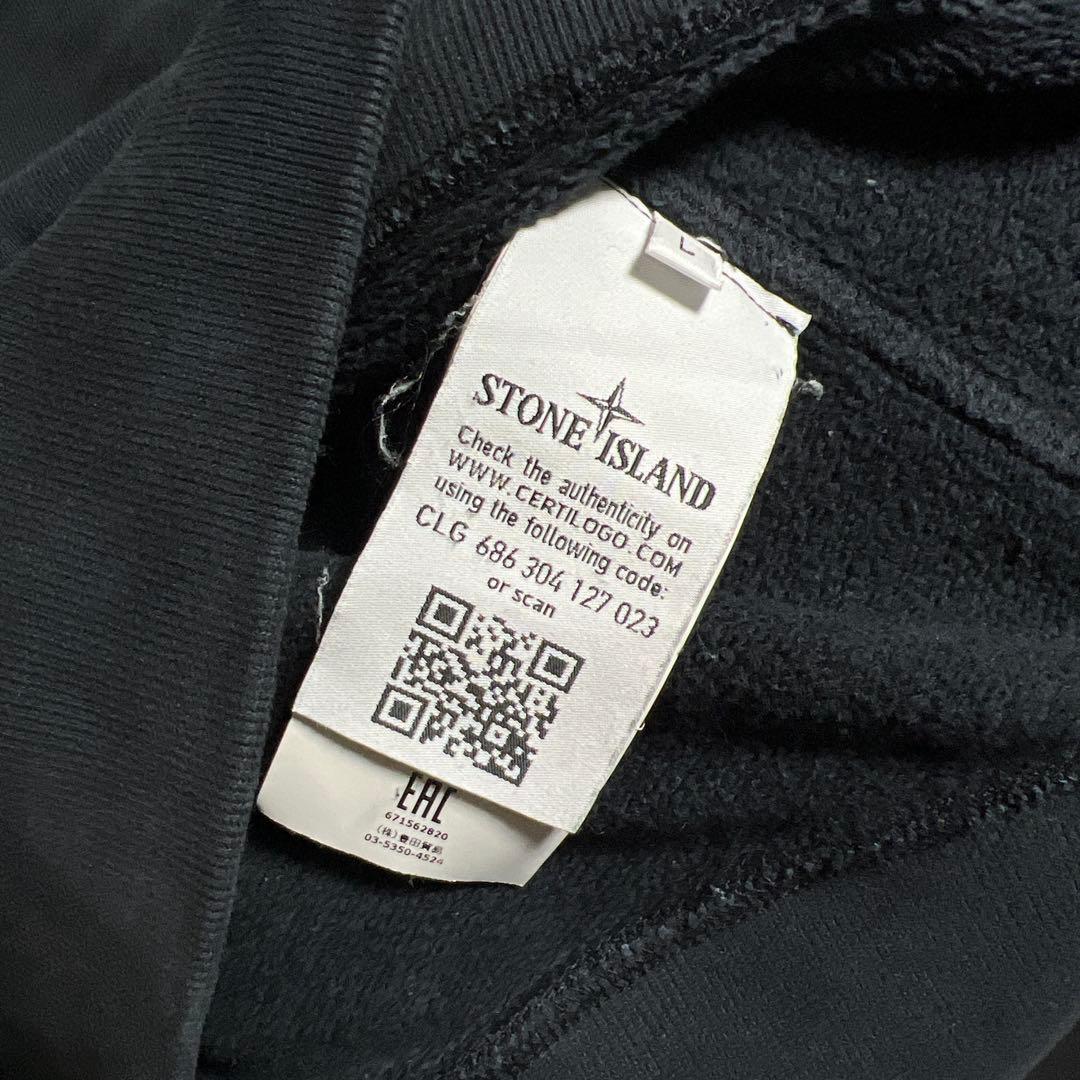 L
STONE ISLAND
Check the authenticity on
WWW.CERTILOGO.COM
using the following code:
CLG 686 304 127 023
or scan
EAC
671562820
(株)豊田貿易
03-5350-4524